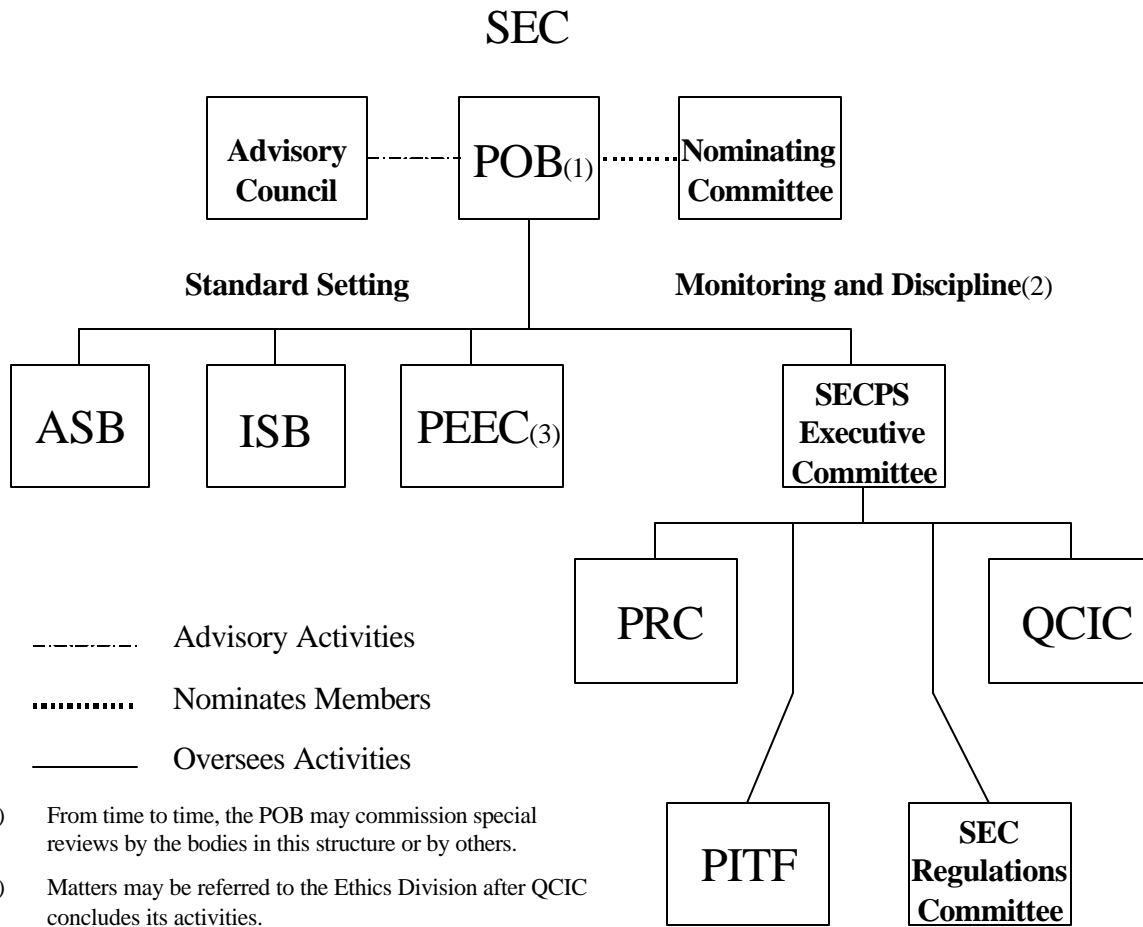 SEC
Advisory
Council
POB(1)
Nominating
Committee
Standard Setting
Monitoring and Discipline(2)
ASB
ISB
PEEC(3)
SECPS
Executive
Committee
PRC
QCIC
Advisory Activities
Nominates Members
Oversees Activities
PITF
SEC
Regulations
Committee
) From time to time, the POB may commission special
reviews by the bodies in this structure or by others.
) Matters may be referred to the Ethics Division after QCIC
concludes its activities.